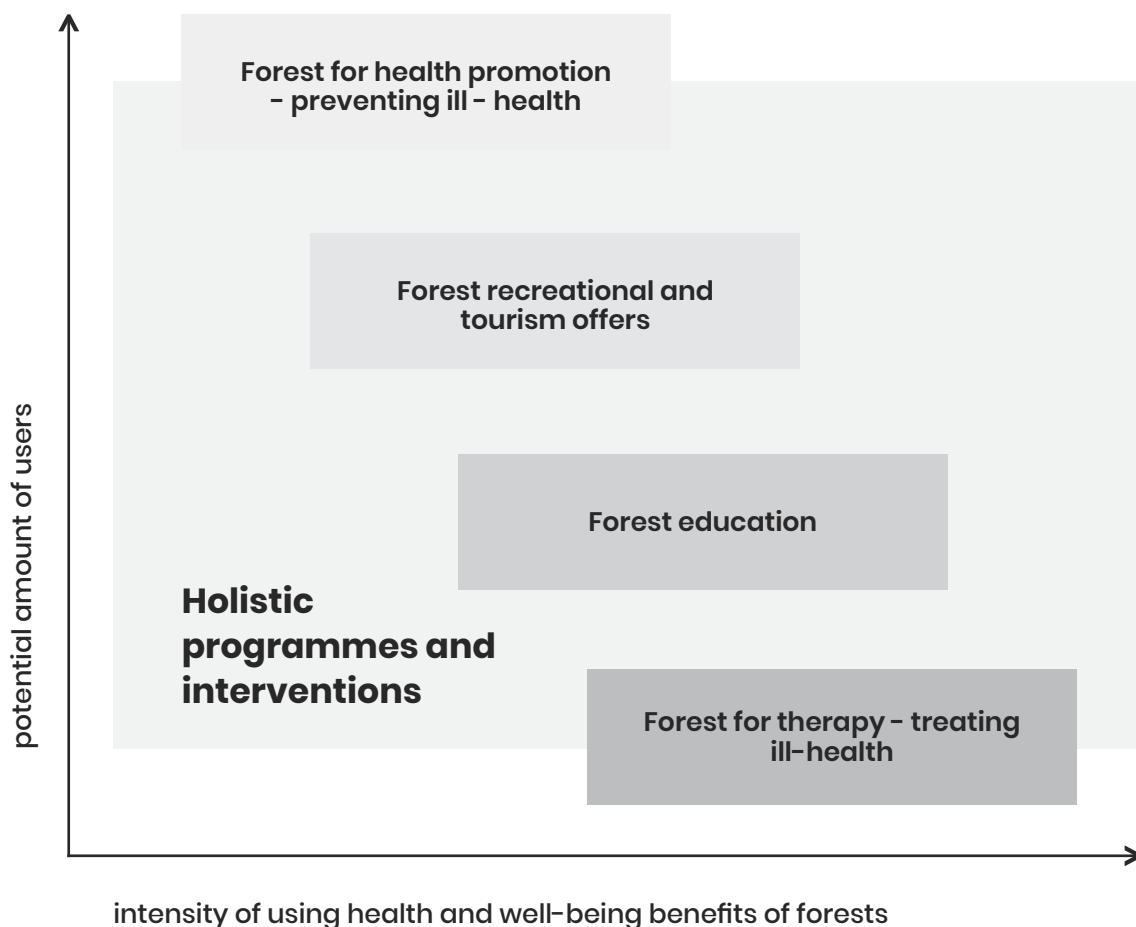 Forest for health promotion
- preventing ill - health
Forest recreational and
tourism offers
Forest education
Holistic
programmes and
interventions
Forest for therapy - treating
ill-health
potential amount of users
intensity of using health and well-being benefits of forests